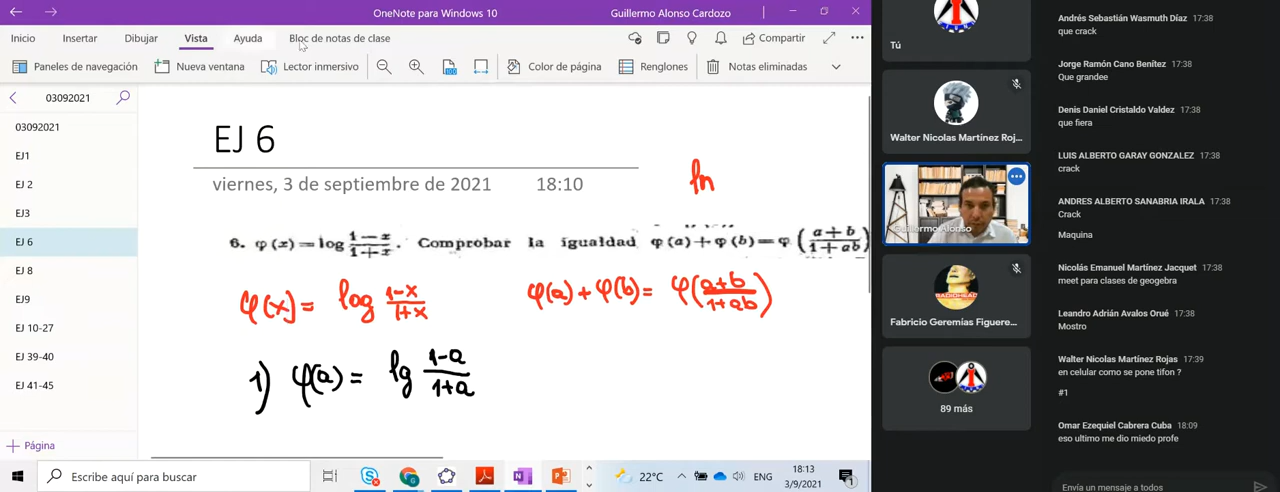 OneNote para Windows 10
Guillermo Alonso Cardozo
Inicio
Insertar
Dibujar
Vista
Ayuda
Bloc de notas de clase
Compartir
Paneles de navegación
Nueva ventana
Lector inmersivo
Color de página
Renglones
Notas eliminadas
03092021
03092021
EJ1
EJ 2
EJ3
EJ 6
EJ 8
EJ9
EJ 10-27
EJ 39-40
EJ 41-45
Página
EJ 6
viernes, 3 de septiembre de 2021 18:10
ln
6. φ(x) = log (1−x)/(1+x). Comprobar la igualdad φ(a)+φ(b)=φ((a+b)/(1+ab))
φ(x) = log (1-x)/(1+x)
φ(a)+φ(b) = φ((a+b)/(1+ab))
1) φ(a) = log (1-a)/(1+a)
Tú
Walter Nicolas Martínez Roj...
Guillermo Alonso
RADIOHEAD
Fabricio Geremías Figuere...
89 más
Andrés Sebastián Wasmuth Díaz 17:38
que crack
Jorge Ramón Cano Benítez 17:38
Que grandee
Denis Daniel Cristaldo Valdez 17:38
que fiera
LUIS ALBERTO GARAY GONZALEZ 17:38
crack
ANDRES ALBERTO SANABRIA IRALA 17:38
Crack
Maquina
Nicolás Emanuel Martínez Jacquet 17:38
meet para clases de geogebra
Leandro Adrián Avalos Orué 17:38
Mostro
Walter Nicolas Martínez Rojas 17:39
en celular como se pone tifon ?
#1
Omar Ezequiel Cabrera Cuba 18:09
eso ultimo me dio miedo profe
Envía un mensaje a todos
Escribe aquí para buscar
22°C
ENG
18:13
3/9/2021
1